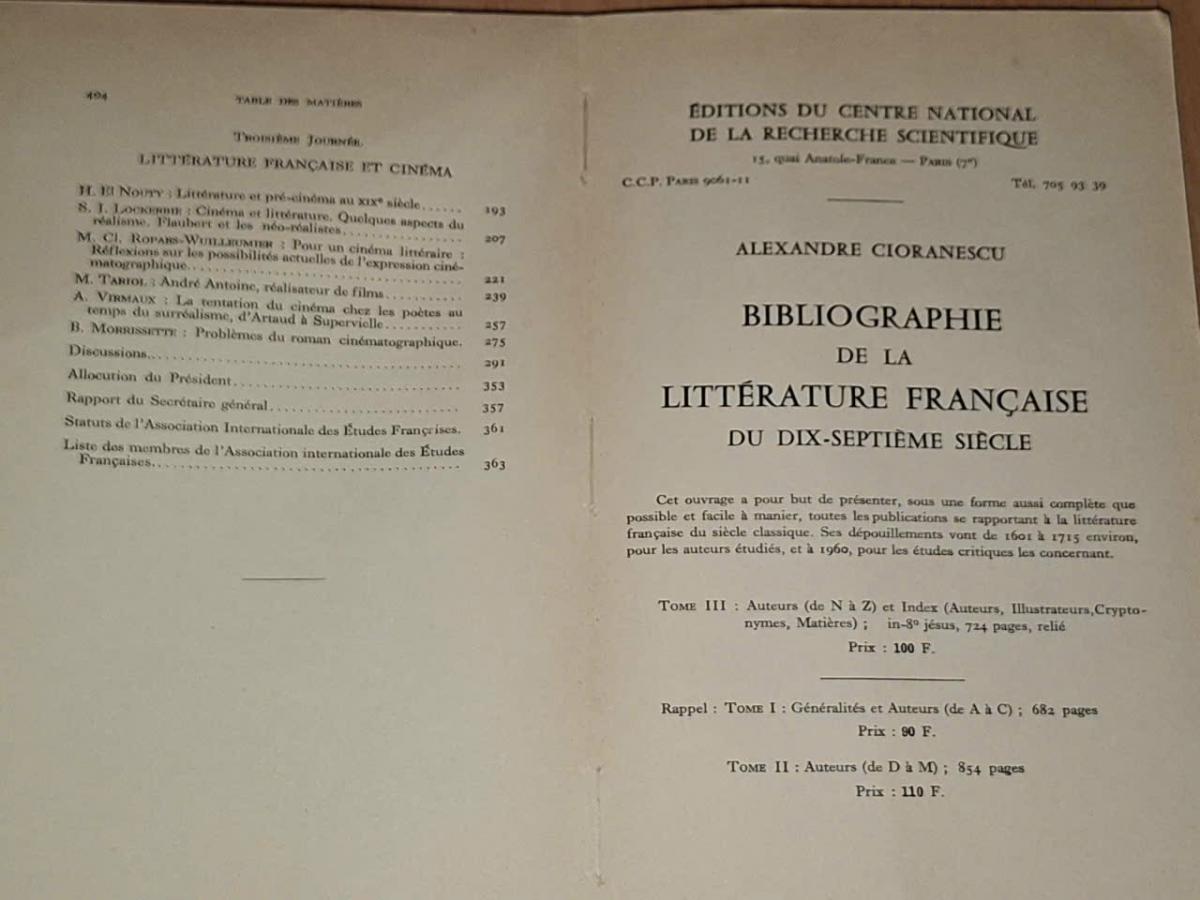 404
TABLE DES MATIÈRES
TROISIÈME JOURNÉE.
LITTÉRATURE FRANÇAISE ET CINÉMA
H. EL NOUTY : Littérature et pré-cinéma au XIXe siècle...... 193
S. J. LOCKERBIE : Cinéma et littérature. Quelques aspects du
réalisme. Flaubert et les néo-réalistes.................. 207
M. CL. ROPARS-WUILLEUMIER : Pour un cinéma littéraire :
Réflexions sur les possibilités actuelles de l'expression ciné-
matographique........................................ 221
M. TARIOL : André Antoine, réalisateur de films........... 239
A. VIRMAUX : La tentation du cinéma chez les poètes au
temps du surréalisme, d'Artaud à Supervielle........... 257
B. MORRISSETTE : Problèmes du roman cinématographique. 275
Discussions............................................. 291
Allocution du Président................................. 353
Rapport du Secrétaire général........................... 357
Statuts de l'Association Internationale des Études Françaises. 361
Liste des membres de l'Association internationale des Études
Françaises.......................................... 363
ÉDITIONS DU CENTRE NATIONAL
DE LA RECHERCHE SCIENTIFIQUE
15, quai Anatole-France — PARIS (7e)
C.C.P. PARIS 9061-11 Tél. 705 93 39
ALEXANDRE CIORANESCU
BIBLIOGRAPHIE
DE LA
LITTÉRATURE FRANÇAISE
DU DIX-SEPTIÈME SIÈCLE
Cet ouvrage a pour but de présenter, sous une forme aussi complète que
possible et facile à manier, toutes les publications se rapportant à la littérature
française du siècle classique. Ses dépouillements vont de 1601 à 1715 environ,
pour les auteurs étudiés, et à 1960, pour les études critiques les concernant.
TOME III : Auteurs (de N à Z) et Index (Auteurs, Illustrateurs,Crypto-
nymes, Matières) ; in-8o jésus, 724 pages, relié
Prix : 100 F.
Rappel : TOME I : Généralités et Auteurs (de A à C) ; 682 pages
Prix : 90 F.
TOME II : Auteurs (de D à M) ; 854 pages
Prix : 110 F.